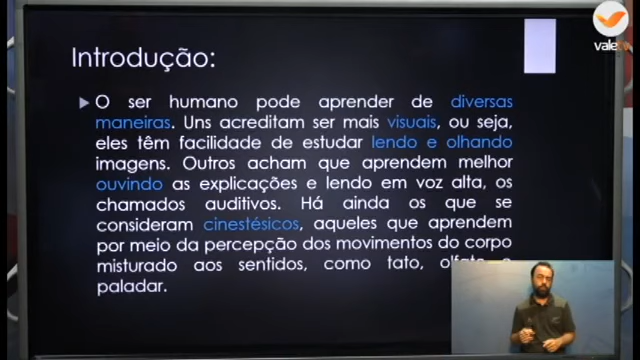 vale
Introdução:
O ser humano pode aprender de diversas
maneiras. Uns acreditam ser mais visuais, ou seja,
eles têm facilidade de estudar lendo e olhando
imagens. Outros acham que aprendem melhor
ouvindo as explicações e lendo em voz alta, os
chamados auditivos. Há ainda os que se
consideram cinestésicos, aqueles que aprendem
por meio da percepção dos movimentos do corpo
misturado aos sentidos, como tato, olfato e
paladar.